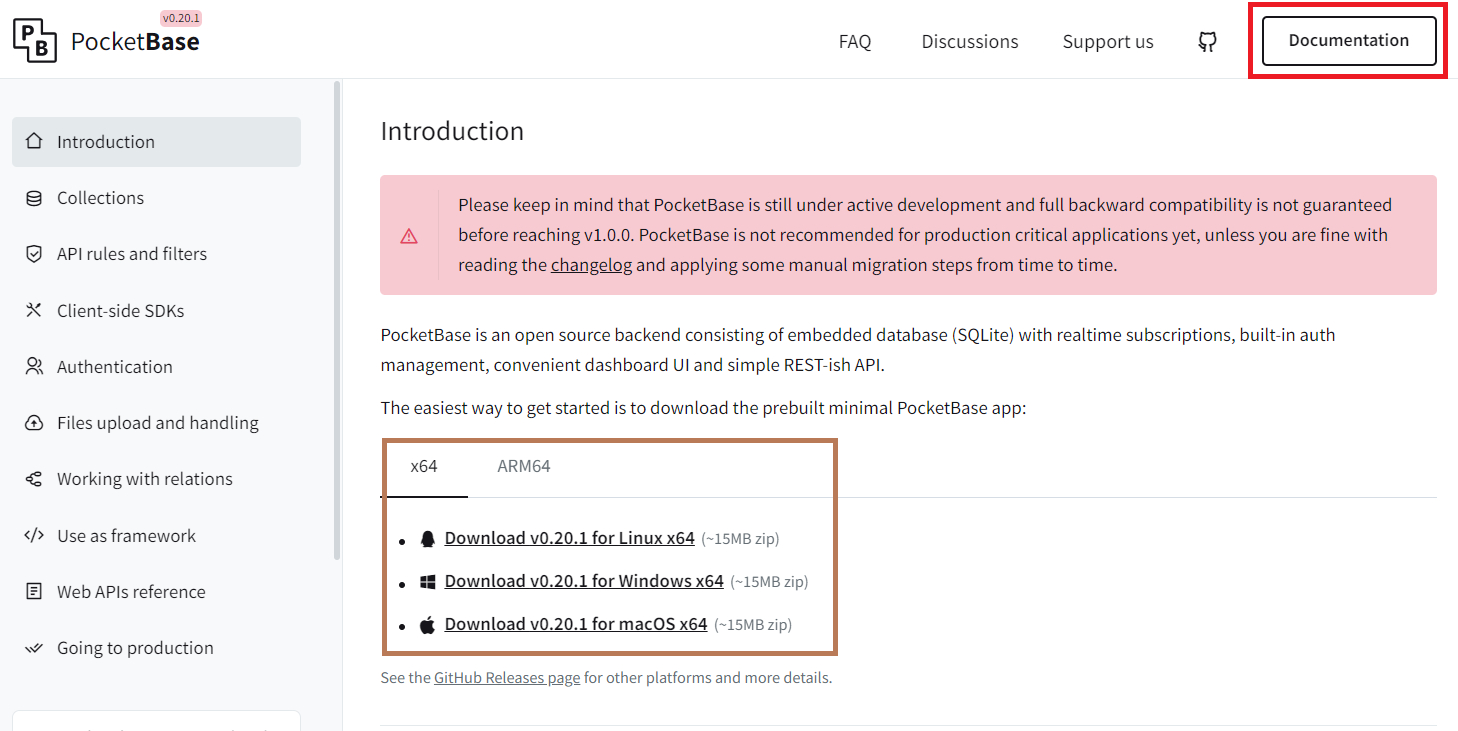 v0.20.1
PB PocketBase
FAQ Discussions Support us Documentation
Introduction
Collections
API rules and filters
Client-side SDKs
Authentication
Files upload and handling
Working with relations
Use as framework
Web APIs reference
Going to production
Introduction
Please keep in mind that PocketBase is still under active development and full backward compatibility is not guaranteed
before reaching v1.0.0. PocketBase is not recommended for production critical applications yet, unless you are fine with
reading the changelog and applying some manual migration steps from time to time.
PocketBase is an open source backend consisting of embedded database (SQLite) with realtime subscriptions, built-in auth
management, convenient dashboard UI and simple REST-ish API.
The easiest way to get started is to download the prebuilt minimal PocketBase app:
x64 ARM64
Download v0.20.1 for Linux x64 (~15MB zip)
Download v0.20.1 for Windows x64 (~15MB zip)
Download v0.20.1 for macOS x64 (~15MB zip)
See the GitHub Releases page for other platforms and more details.